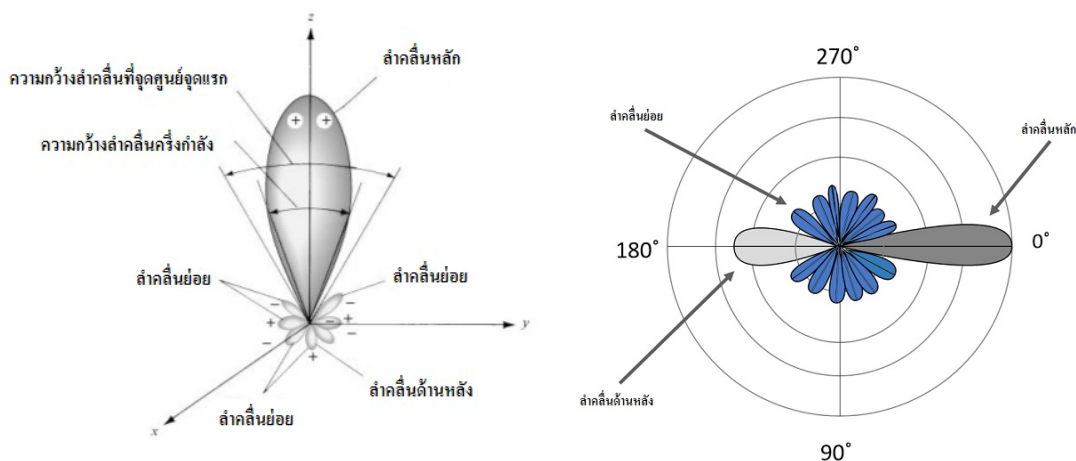 z
ลำคลื่นหลัก
ความกว้างลำคลื่นที่จุดศูนย์จุดแรก
+ +
ความกว้างลำคลื่นครึ่งกำลัง
ลำคลื่นย่อย
ลำคลื่นย่อย
− −
+ − +
− −
+
y
x
ลำคลื่นด้านหลัง
ลำคลื่นย่อย
270°
ลำคลื่นย่อย
ลำคลื่นหลัก
180°
0°
ลำคลื่นด้านหลัง
90°